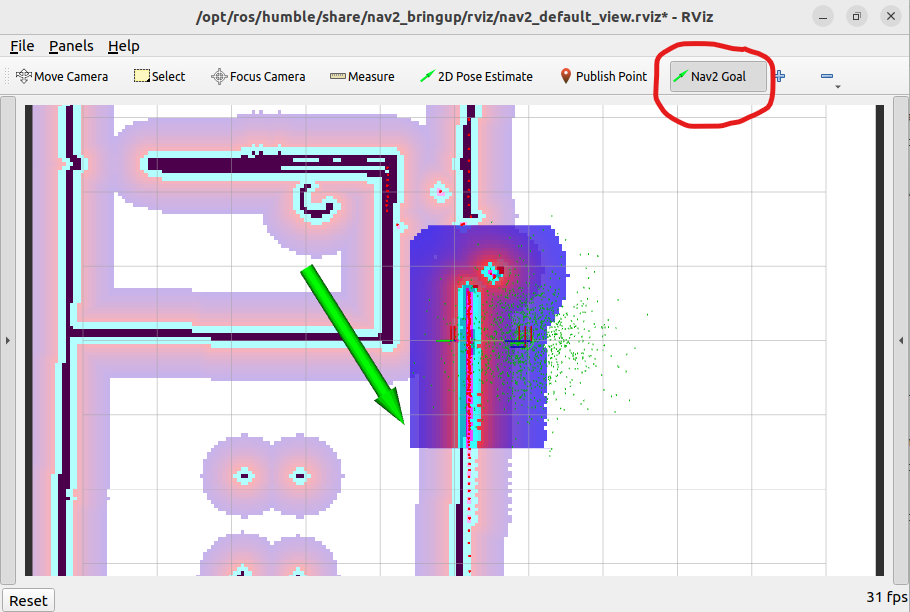 /opt/ros/humble/share/nav2_bringup/rviz/nav2_default_view.rviz* - RViz
File Panels Help
Move Camera Select Focus Camera Measure 2D Pose Estimate Publish Point Nav2 Goal
Reset
31 fps